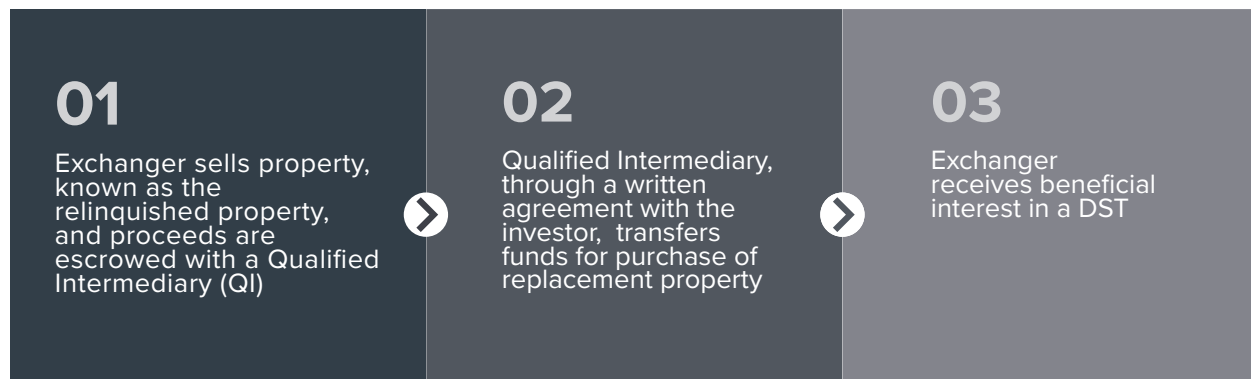 01
Exchanger sells property,
known as the
relinquished property,
and proceeds are
escrowed with a Qualified
Intermediary (QI)
02
Qualified Intermediary,
through a written
agreement with the
investor,  transfers
funds for purchase of
replacement property
03
Exchanger
receives beneficial
interest in a DST